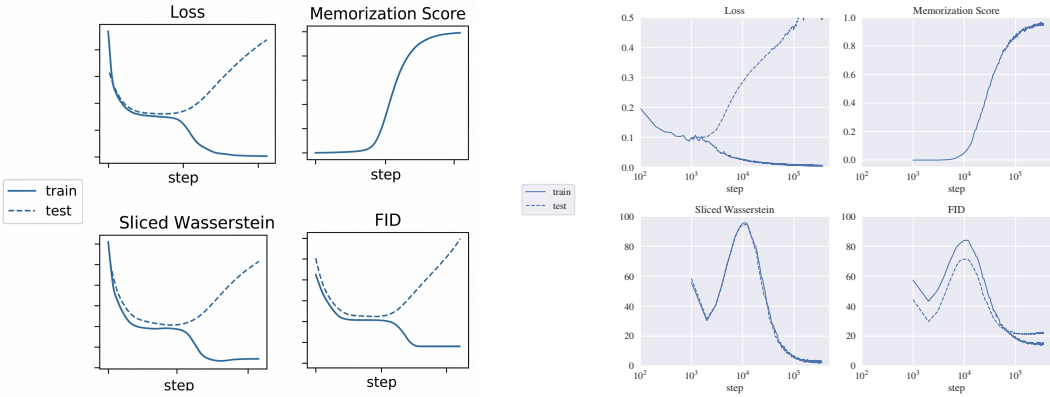 Loss
step
Memorization Score
step
train
test
Sliced Wasserstein
step
FID
step
Loss
0.5
0.4
0.3
0.2
0.1
0.0
10² 10³ 10⁴ 10⁵
step
Memorization Score
1.0
0.8
0.6
0.4
0.2
0.0
10² 10³ 10⁴ 10⁵
step
train
test
Sliced Wasserstein
100
80
60
40
20
0
10² 10³ 10⁴ 10⁵
step
FID
100
80
60
40
20
0
10² 10³ 10⁴ 10⁵
step